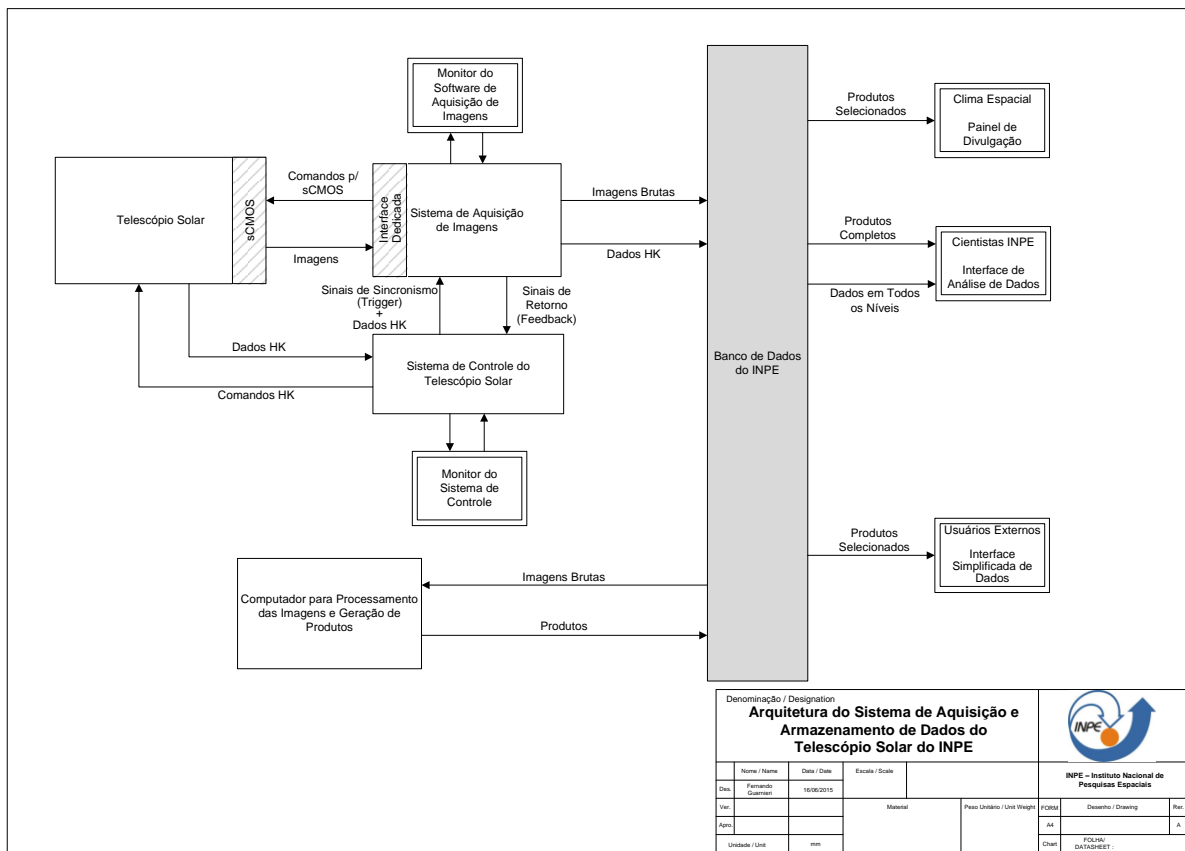 Monitor do
Software de
Aquisição de
Imagens
Telescópio Solar
sCMOS
Comandos p/
sCMOS
Imagens
Interface
Dedicada
Sistema de Aquisição
de Imagens
Imagens Brutas
Dados HK
Sinais de Sincronismo
(Trigger)
+
Dados HK
Sinais de
Retorno
(Feedback)
Dados HK
Comandos HK
Sistema de Controle do
Telescópio Solar
Monitor do
Sistema de
Controle
Computador para Processamento
das Imagens e Geração de
Produtos
Imagens Brutas
Produtos
Banco de Dados
do INPE
Produtos
Selecionados
Clima Espacial
Painel de
Divulgação
Produtos
Completos
Dados em Todos
os Níveis
Cientistas INPE
Interface de
Análise de Dados
Produtos
Selecionados
Usuários Externos
Interface
Simplificada de
Dados
Denominação / Designation
Arquitetura do Sistema de Aquisição e
Armazenamento de Dados do
Telescópio Solar do INPE
INPE
INPE – Instituto Nacional de
Pesquisas Espaciais
Nome / Name
Data / Date
Escala / Scale
Des.
Fernando
Guarnieri
16/06/2015
Ver.
Material
Peso Unitário / Unit Weight
FORM
Desenho / Drawing
Rer.
Apro.
A4
A
Unidade / Unit
mm
Chart
FOLHA/
DATASHEET :